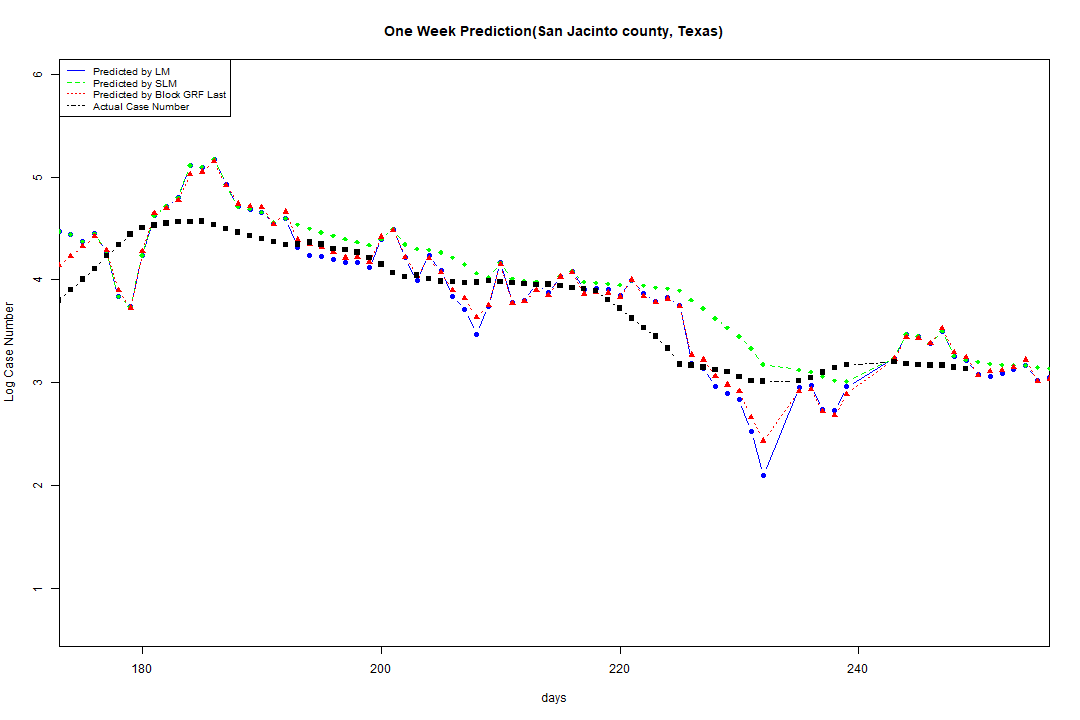 One Week Prediction(San Jacinto county, Texas)
Predicted by LM
Predicted by SLM
Predicted by Block GRF Last
Actual Case Number
Log Case Number
6
5
4
3
2
1
180
200
220
240
days